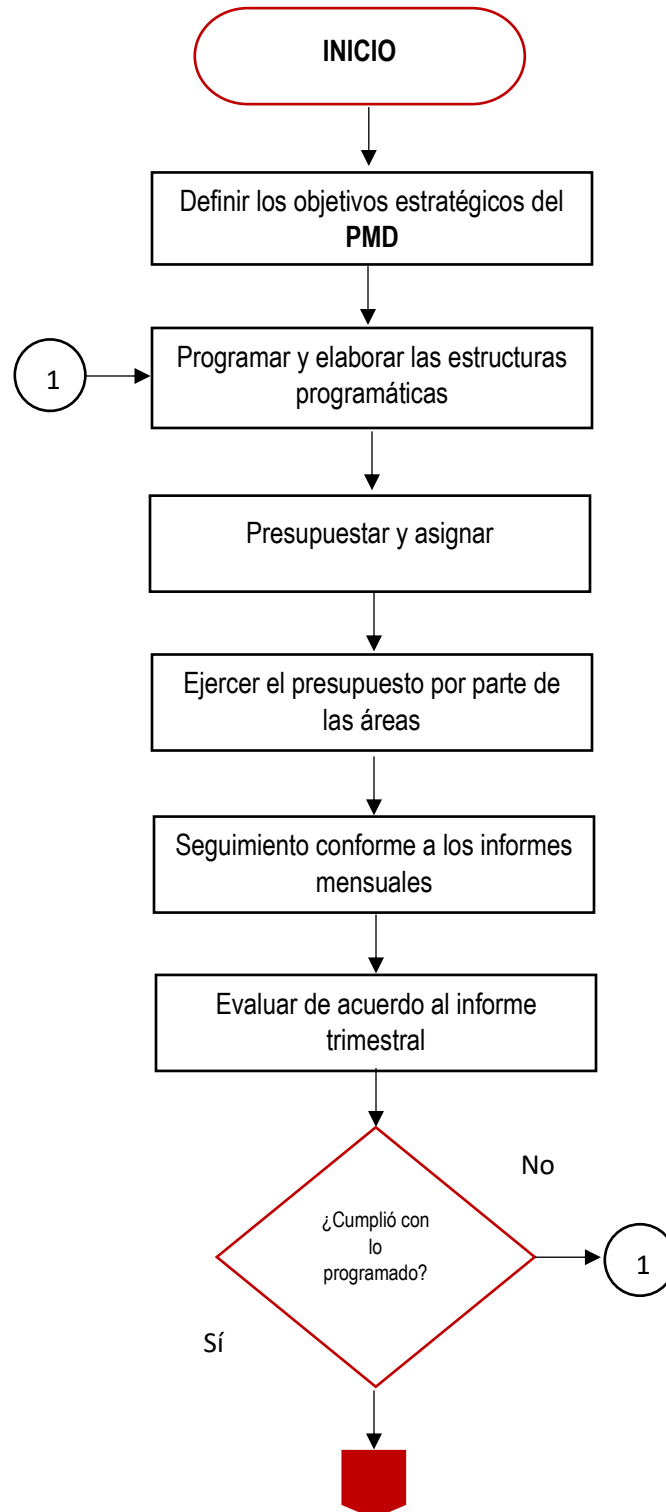 INICIO
Definir los objetivos estratégicos del
PMD
1
Programar y elaborar las estructuras
programáticas
Presupuestar y asignar
Ejercer el presupuesto por parte de
las áreas
Seguimiento conforme a los informes
mensuales
Evaluar de acuerdo al informe
trimestral
No
¿Cumplió con
lo
programado?
1
Sí